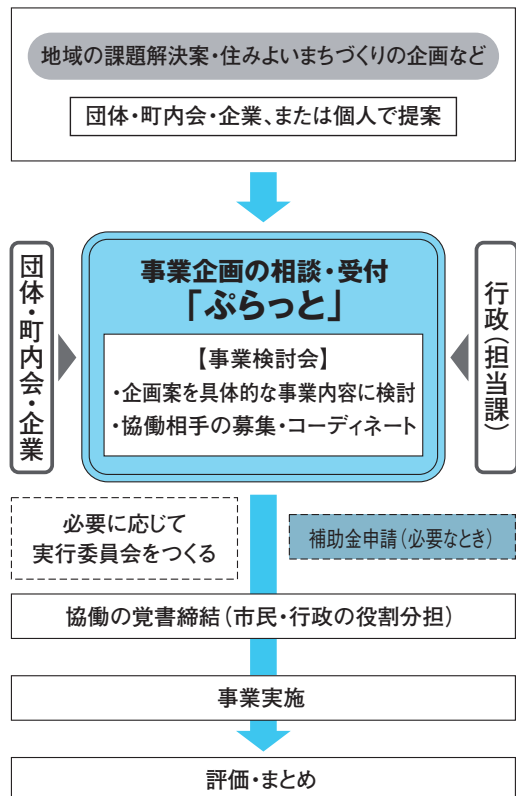 地域の課題解決案・住みよいまちづくりの企画など
団体・町内会・企業、または個人で提案
事業企画の相談・受付
「ぷらっと」
【事業検討会】
・企画案を具体的な事業内容に検討
・協働相手の募集・コーディネート
団体・町内会・企業
行政（担当課）
必要に応じて
実行委員会をつくる
補助金申請（必要なとき）
協働の覚書締結（市民・行政の役割分担）
事業実施
評価・まとめ